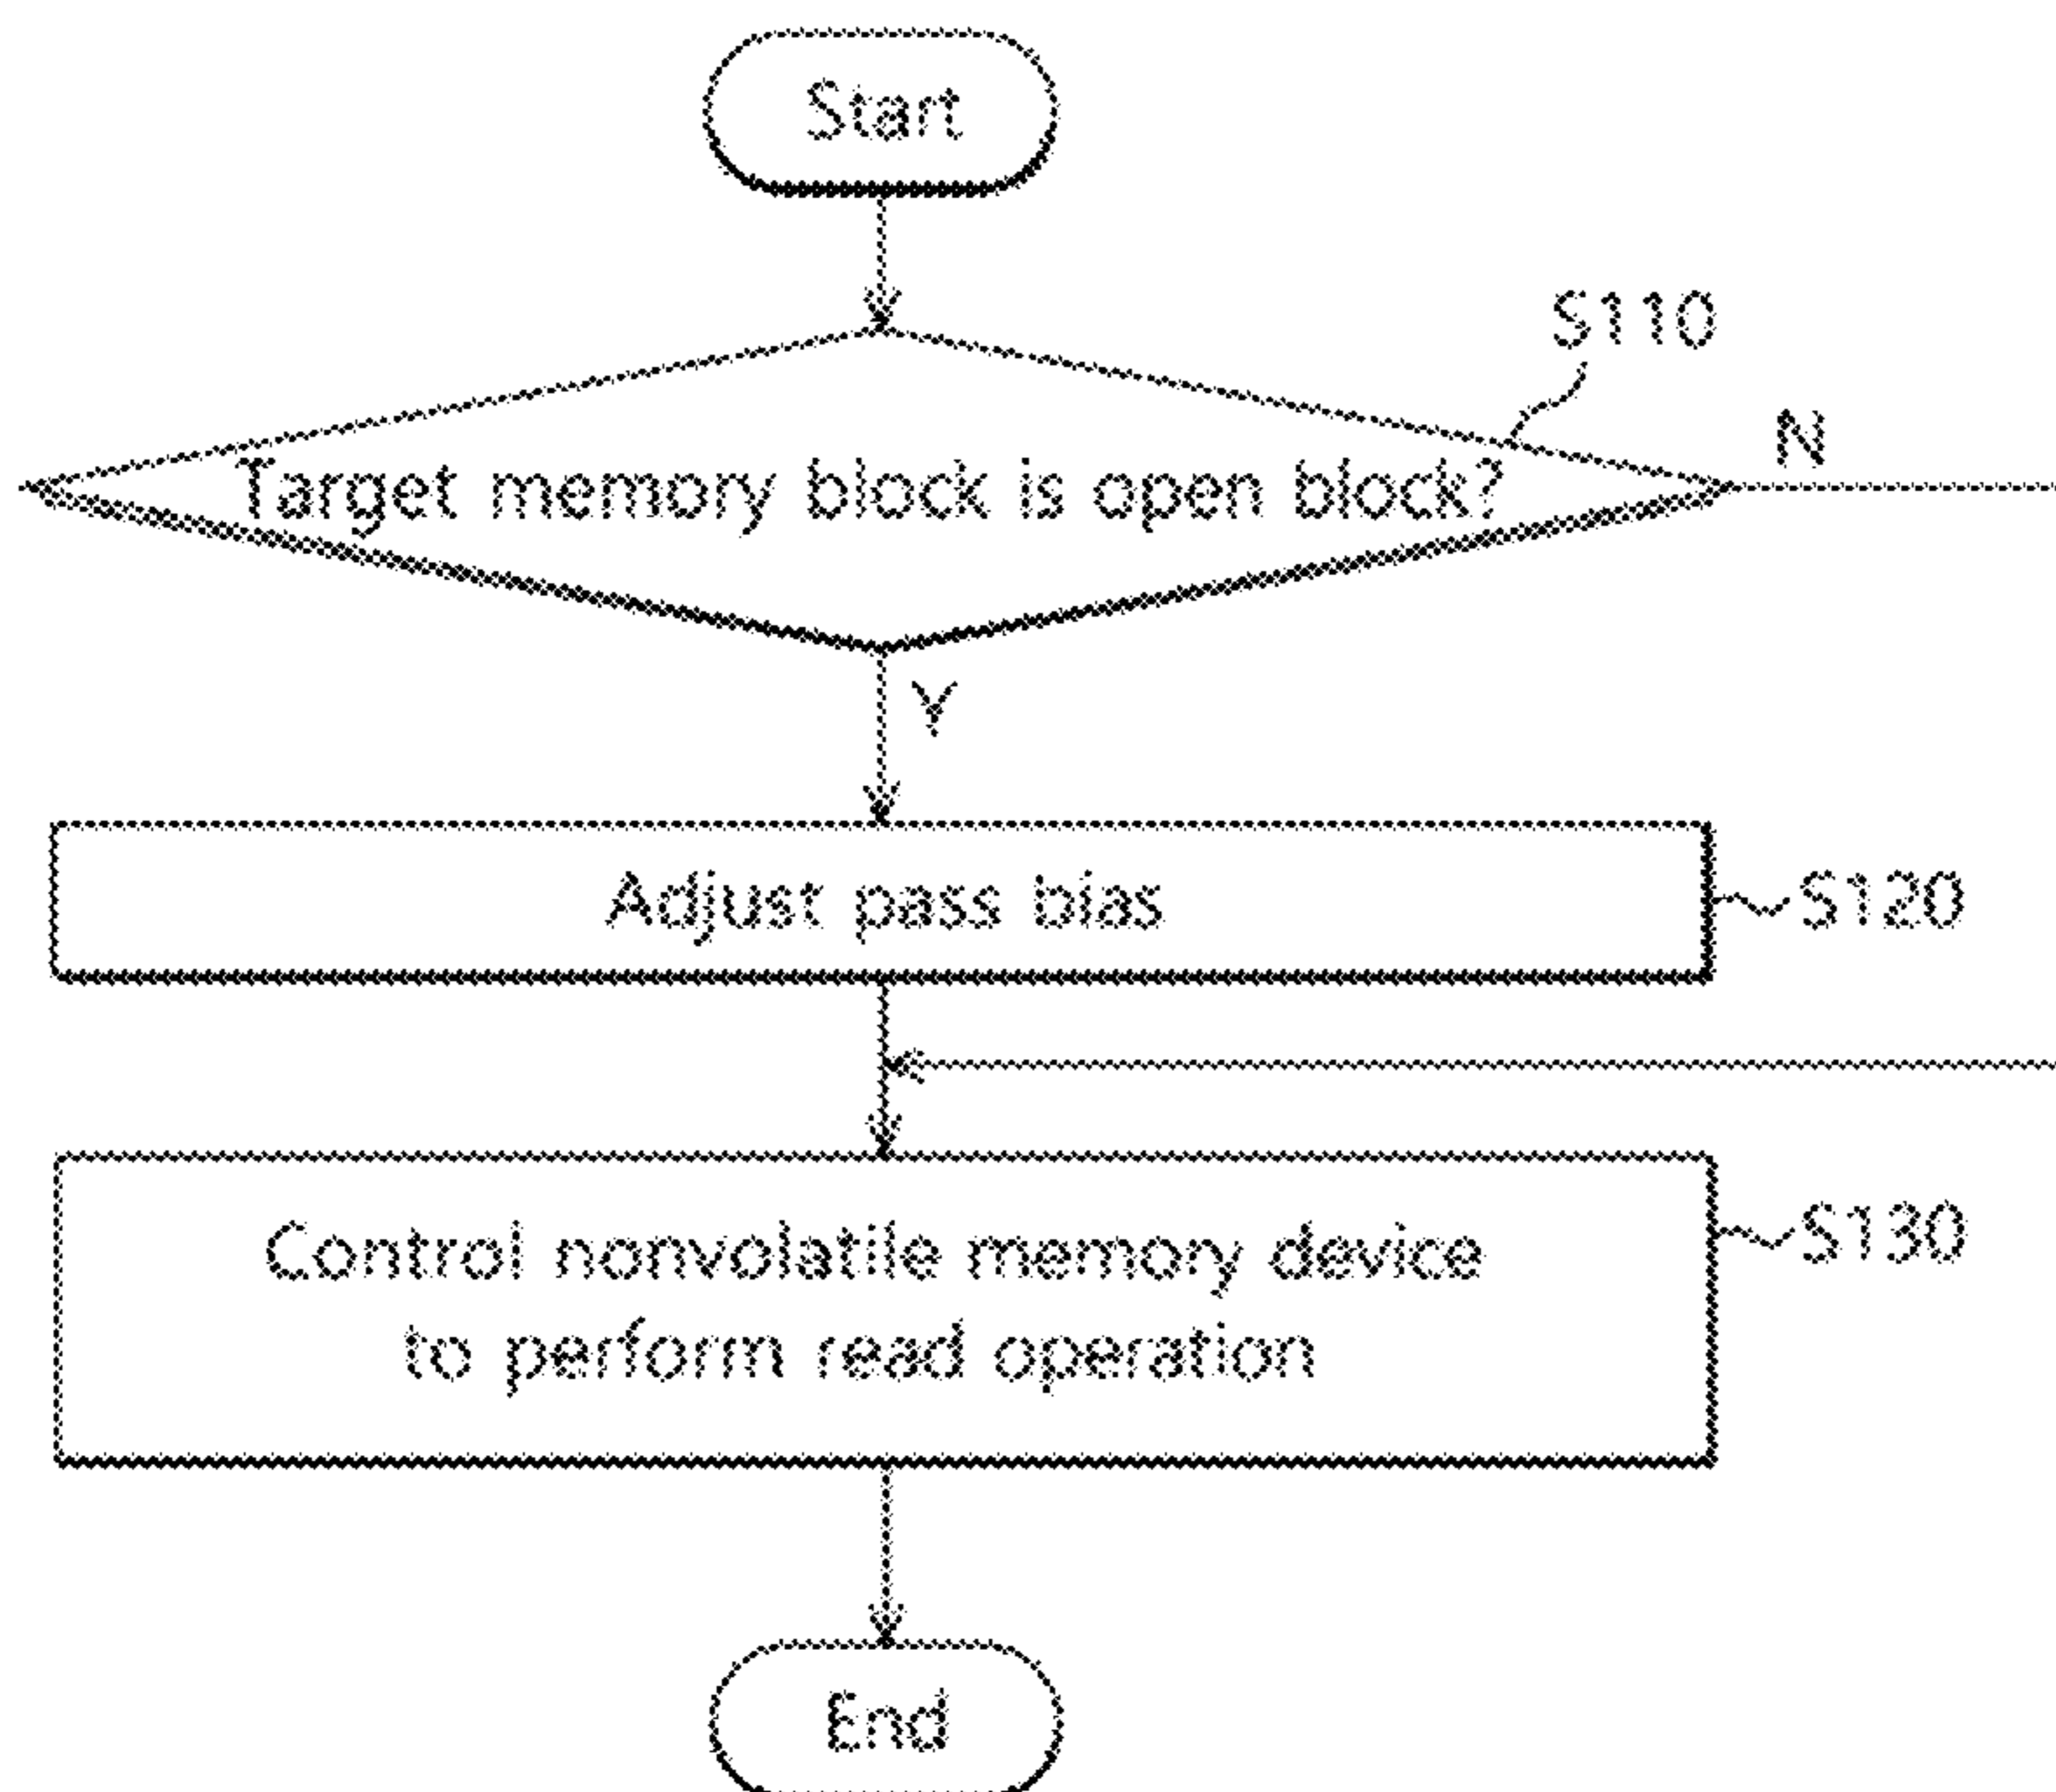 Start
S110
N
Target memory block is open block?
Y
Adjust pass bias
S120
Control nonvolatile memory device
S130
to perform read operation
End